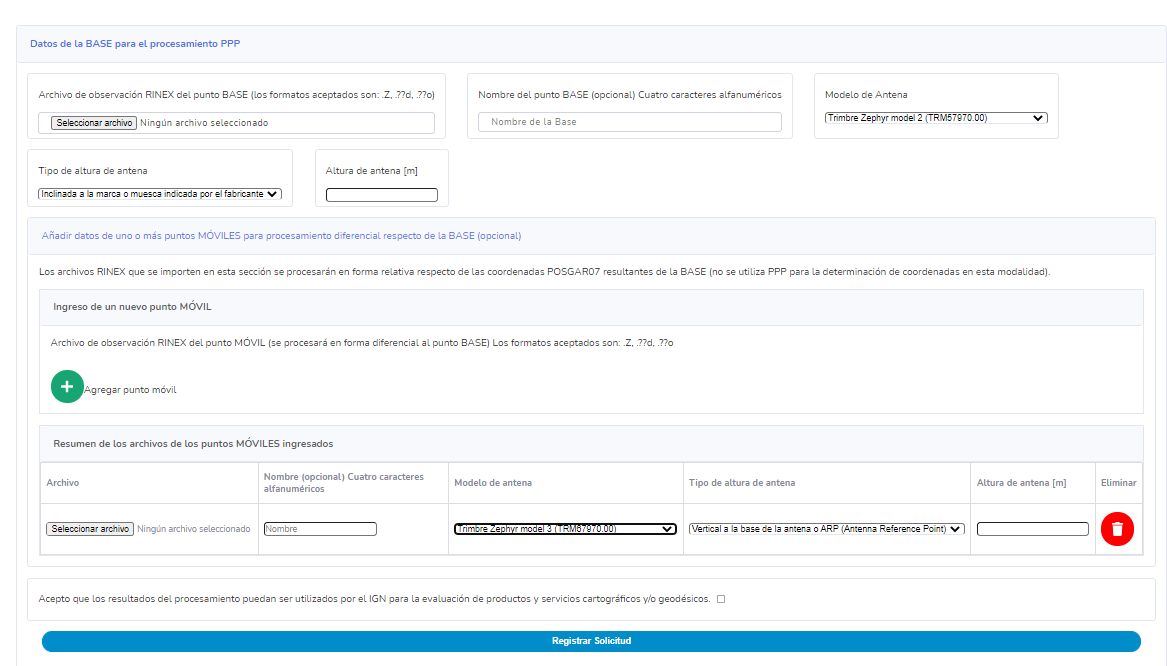 Datos de la BASE para el procesamiento PPP
Archivo de observación RINEX del punto BASE (los formatos aceptados son: .Z, .??d, .??o)
Seleccionar archivo Ningún archivo seleccionado
Nombre del punto BASE (opcional) Cuatro caracteres alfanuméricos
Nombre de la Base
Modelo de Antena
Trimbre Zephyr model 2 (TRM57970.00)
Tipo de altura de antena
Inclinada a la marca o muesca indicada por el fabricante
Altura de antena [m]
Añadir datos de uno o más puntos MÓVILES para procesamiento diferencial respecto de la BASE (opcional)
Los archivos RINEX que se importen en esta sección se procesarán en forma relativa respecto de las coordenadas POSGAR07 resultantes de la BASE (no se utiliza PPP para la determinación de coordenadas en esta modalidad).
Ingreso de un nuevo punto MÓVIL
Archivo de observación RINEX del punto MÓVIL (se procesará en forma diferencial al punto BASE) Los formatos aceptados son: .Z, .??d, .??o
Agregar punto móvil
Resumen de los archivos de los puntos MÓVILES ingresados
Archivo
Nombre (opcional) Cuatro caracteres
alfanuméricos
Modelo de antena
Tipo de altura de antena
Altura de antena [m]
Eliminar
Seleccionar archivo Ningún archivo seleccionado
Nombre
Trimbre Zephyr model 3 (TRM67970.00)
Vertical a la base de la antena o ARP (Antenna Reference Point)
Acepto que los resultados del procesamiento puedan ser utilizados por el IGN para la evaluación de productos y servicios cartográficos y/o geodésicos.
Registrar Solicitud